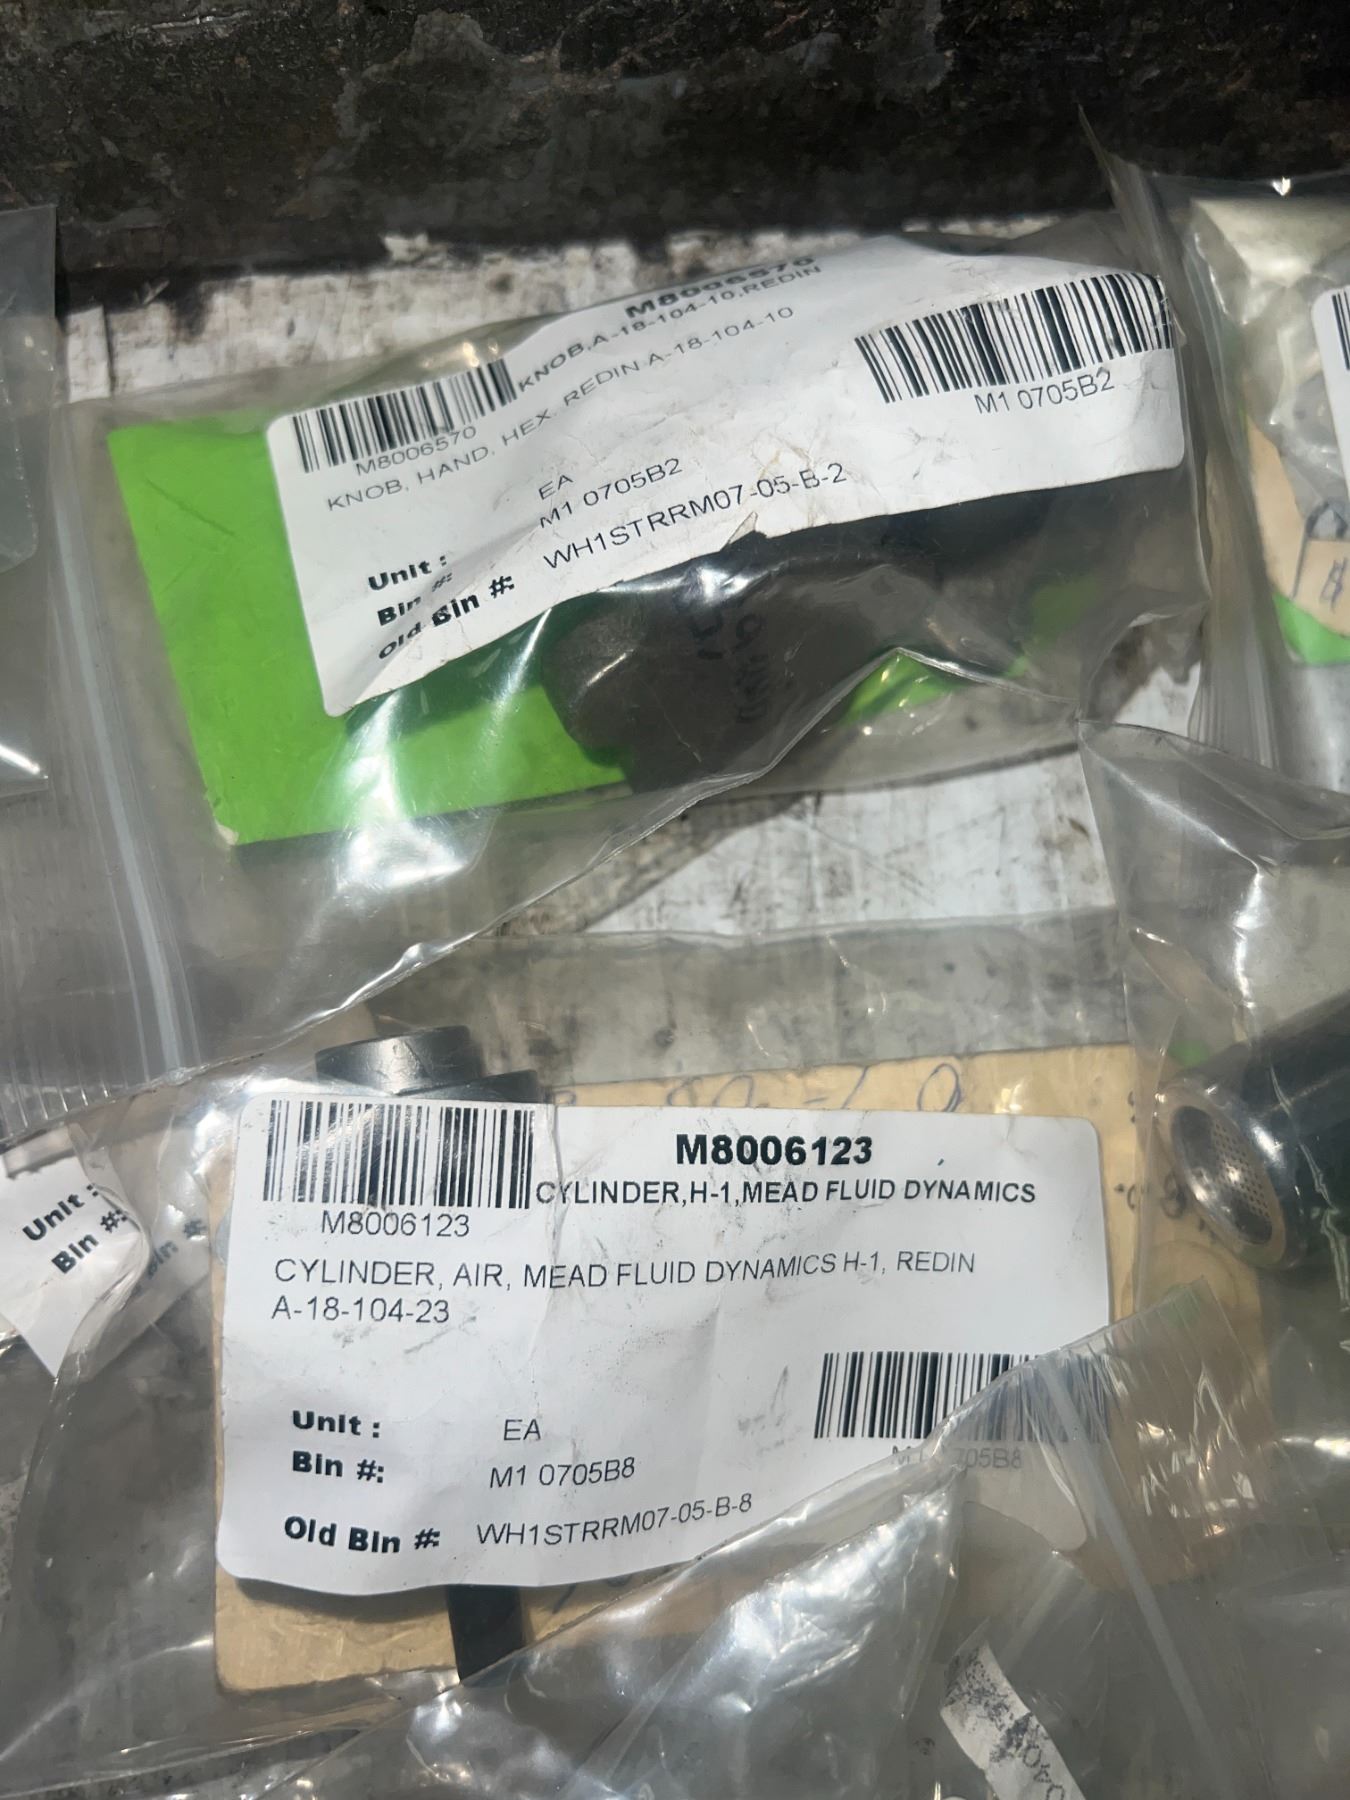 M8006570
KNOB,A-18-104-10,REDIN
M8006570
KNOB, HAND, HEX, REDIN A-18-104-10
M1 0705B2
Unit : EA
Bin #: M1 0705B2
Old Bin #: WH1STRRM07-05-B-2
M8006123
CYLINDER,H-1,MEAD FLUID DYNAMICS
M8006123
CYLINDER, AIR, MEAD FLUID DYNAMICS H-1, REDIN
A-18-104-23
Unit : EA
Bin #: M1 0705B8
M1 0705B8
Old Bin #: WH1STRRM07-05-B-8
Unit :
Bin #: